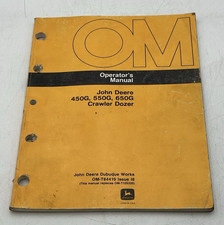 OM
Operator's
Manual
John Deere
450G, 550G, 650G
Crawler Dozer
John Deere Dubuque Works